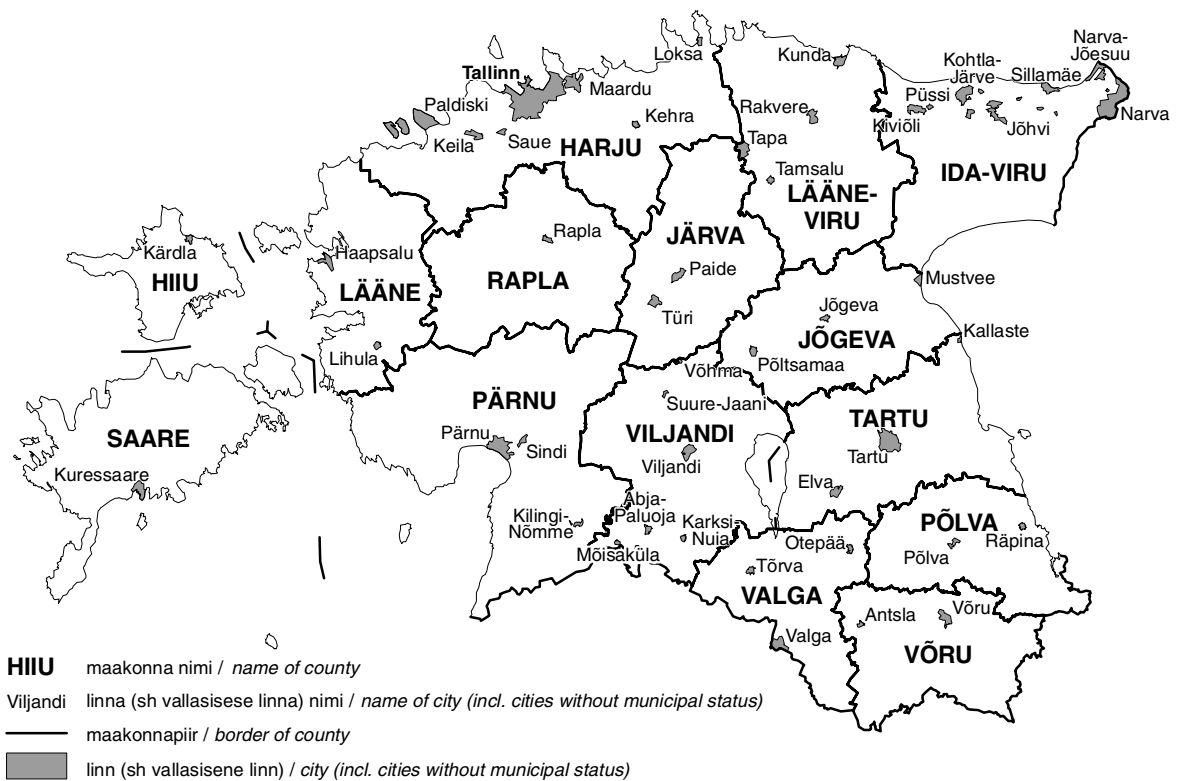 Narva-
Jõesuu
Loksa
Kunda
Kohtla-
Järve
Sillamäe
Tallinn
Maardu
Paldiski
Püssi
Rakvere
Kehra
Kiviõli
Jõhvi
Narva
Keila
Saue
HARJU
Tapa
Tamsalu
IDA-VIRU
LÄÄNE-
VIRU
Kärdla
HIIU
Haapsalu
LÄÄNE
Rapla
RAPLA
JÄRVA
Paide
Türi
Mustvee
Jõgeva
JÕGEVA
Kallaste
Lihula
Põltsamaa
Võhma
PÄRNU
Suure-Jaani
TARTU
SAARE
Pärnu
Sindi
VILJANDI
Viljandi
Tartu
Kuressaare
Elva
Abja-
Paluoja
Kilingi-
Nõmme
Karksi-
Nuia
Mõisaküla
Otepää
PÕLVA
Põlva
Räpina
Tõrva
VALGA
Antsla
Võru
Valga
VÕRU
HIIU maakonna nimi / name of county
Viljandi linna (sh vallasisese linna) nimi / name of city (incl. cities without municipal status)
maakonnapiir / border of county
linn (sh vallasisene linn) / city (incl. cities without municipal status)